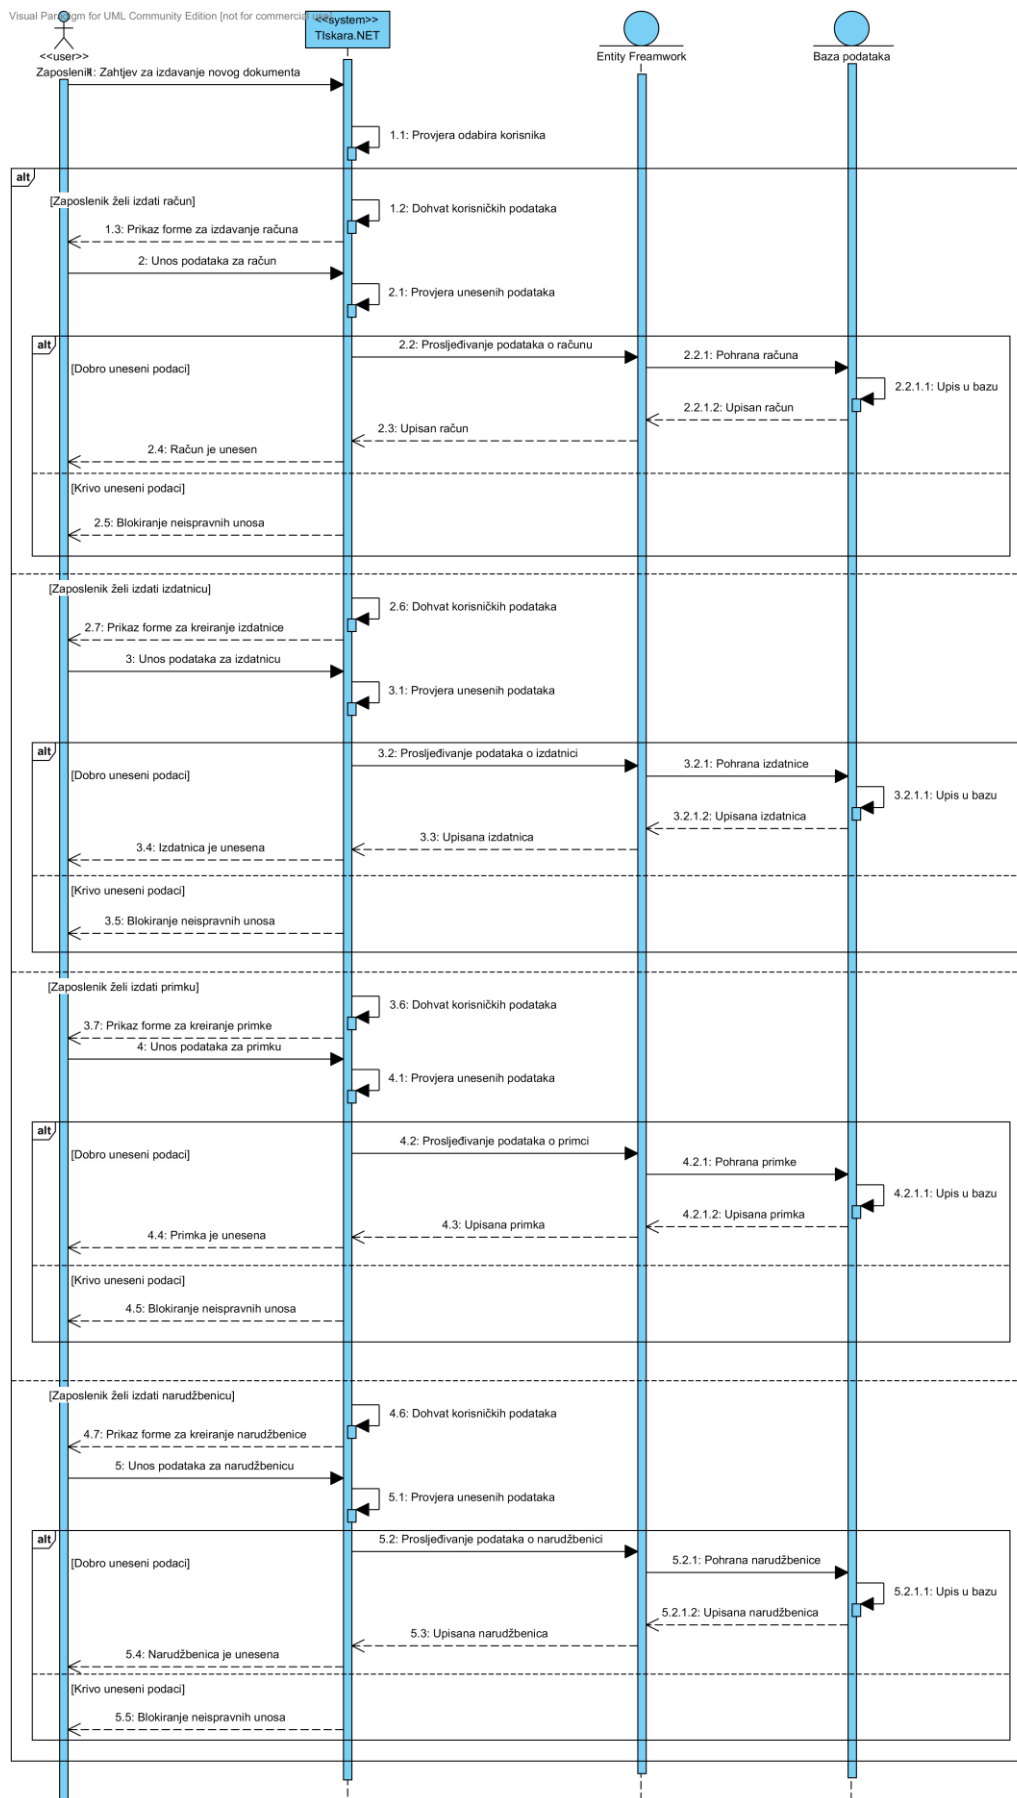 Visual Paradigm for UML Community Edition [not for commercial use]
<<system>>
TIskara.NET
<<user>>
Zaposlenik
Entity Freamwork
Baza podataka
1: Zahtjev za izdavanje novog dokumenta
1.1: Provjera odabira korisnika
alt
[Zaposlenik želi izdati račun]
1.2: Dohvat korisničkih podataka
1.3: Prikaz forme za izdavanje računa
2: Unos podataka za račun
2.1: Provjera unesenih podataka
alt
2.2: Prosljeđivanje podataka o računu
[Dobro uneseni podaci]
2.2.1: Pohrana računa
2.2.1.1: Upis u bazu
2.2.1.2: Upisan račun
2.3: Upisan račun
2.4: Račun je unesen
[Krivo uneseni podaci]
2.5: Blokiranje neispravnih unosa
[Zaposlenik želi izdati izdatnicu]
2.6: Dohvat korisničkih podataka
2.7: Prikaz forme za kreiranje izdatnice
3: Unos podataka za izdatnicu
3.1: Provjera unesenih podataka
alt
3.2: Prosljeđivanje podataka o izdatnici
[Dobro uneseni podaci]
3.2.1: Pohrana izdatnice
3.2.1.1: Upis u bazu
3.2.1.2: Upisana izdatnica
3.3: Upisana izdatnica
3.4: Izdatnica je unesena
[Krivo uneseni podaci]
3.5: Blokiranje neispravnih unosa
[Zaposlenik želi izdati primku]
3.6: Dohvat korisničkih podataka
3.7: Prikaz forme za kreiranje primke
4: Unos podataka za primku
4.1: Provjera unesenih podataka
alt
4.2: Prosljeđivanje podataka o primci
[Dobro uneseni podaci]
4.2.1: Pohrana primke
4.2.1.1: Upis u bazu
4.2.1.2: Upisana primka
4.3: Upisana primka
4.4: Primka je unesena
[Krivo uneseni podaci]
4.5: Blokiranje neispravnih unosa
[Zaposlenik želi izdati narudžbenicu]
4.6: Dohvat korisničkih podataka
4.7: Prikaz forme za kreiranje narudžbenice
5: Unos podataka za narudžbenicu
5.1: Provjera unesenih podataka
alt
5.2: Prosljeđivanje podataka o narudžbenici
[Dobro uneseni podaci]
5.2.1: Pohrana narudžbenice
5.2.1.1: Upis u bazu
5.2.1.2: Upisana narudžbenica
5.3: Upisana narudžbenica
5.4: Narudžbenica je unesena
[Krivo uneseni podaci]
5.5: Blokiranje neispravnih unosa